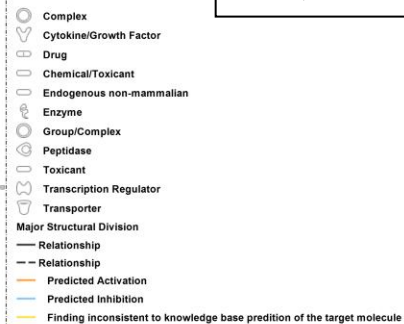 Complex
Cytokine/Growth Factor
Drug
Chemical/Toxicant
Endogenous non-mammalian
Enzyme
Group/Complex
Peptidase
Toxicant
Transcription Regulator
Transporter
Major Structural Division
Relationship
Relationship
Predicted Activation
Predicted Inhibition
Finding inconsistent to knowledge base predition of the target molecule